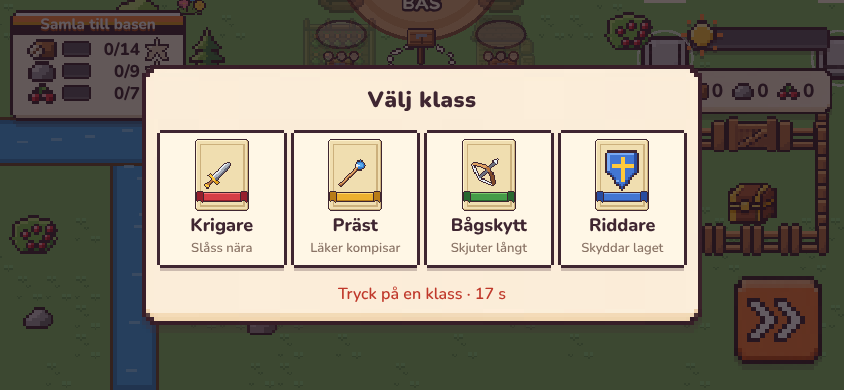 BAS
Samla till basen
0/14
0/9
0/7
0 0 0
Välj klass
Krigare
Slåss nära
Präst
Läker kompisar
Bågskytt
Skjuter långt
Riddare
Skyddar laget
Tryck på en klass · 17 s